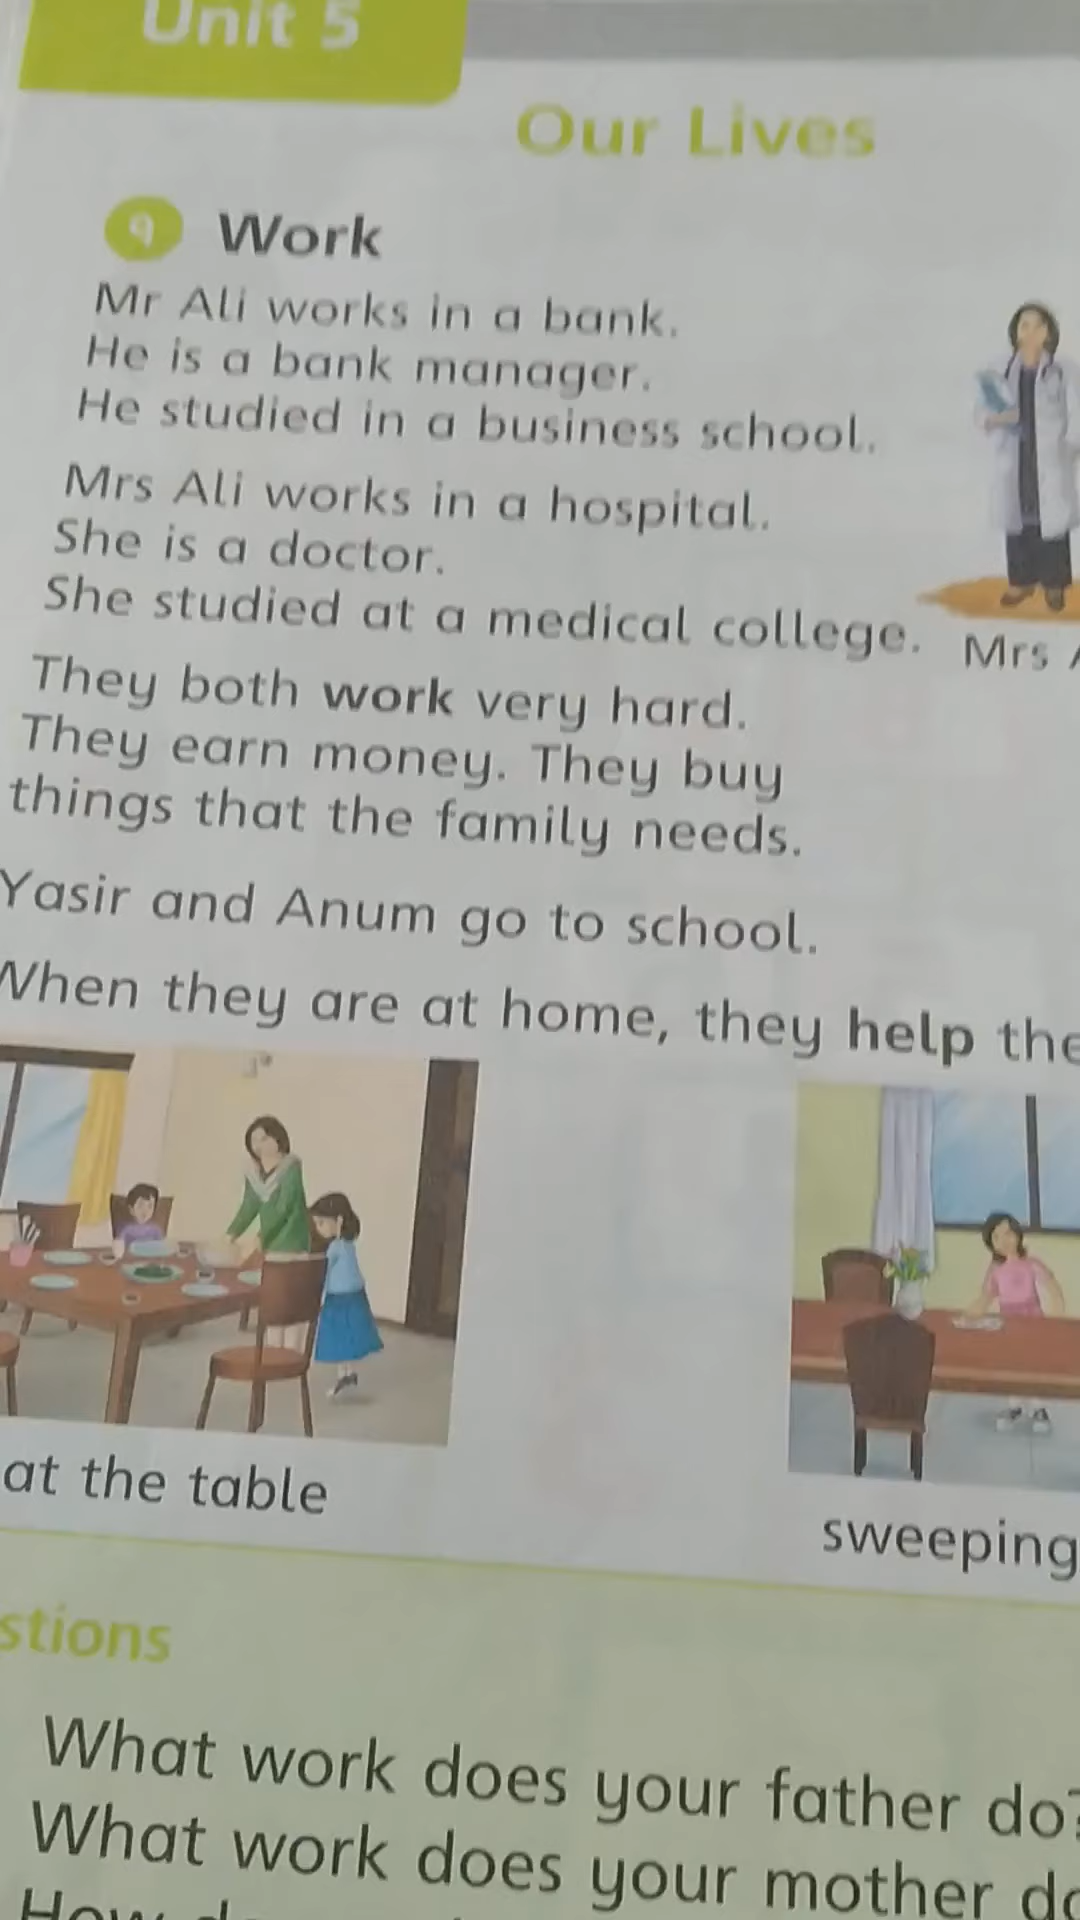 Unit 5
Our Lives
9 Work
Mr Ali works in a bank.
He is a bank manager.
He studied in a business school.
Mrs Ali works in a hospital.
She is a doctor.
She studied at a medical college.
Mrs
They both work very hard.
They earn money. They buy
things that the family needs.
Yasir and Anum go to school.
When they are at home, they help
at the table
sweeping
What work does your father do?
What work does your mother